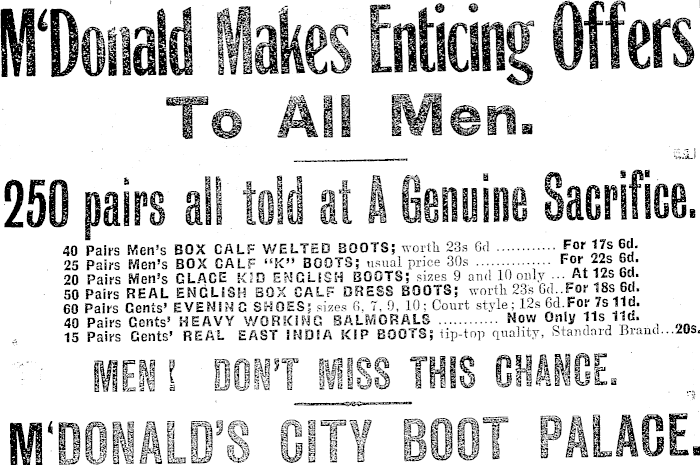 M'Donald Makes Enticing Offers
To All Men.
250 pairs all told at A Genuine Sacrifice.
40 Pairs Men's BOX CALF WELTED BOOTS; worth 23s 6d ............ For 17s 6d.
25 Pairs Men's BOX CALF "K" BOOTS; usual price 30s ............ For 22s 6d.
20 Pairs Men's GLACE KID ENGLISH BOOTS; sizes 9 and 10 only ... At 12s 6d.
50 Pairs REAL ENGLISH BOX CALF DRESS BOOTS; worth 23s 6d..For 18s 6d.
60 Pairs Gents' EVENING SHOES; sizes 6, 7, 9, 10; Court style; 12s 6d.For 7s 11d.
40 Pairs Gents' HEAVY WORKING BALMORALS ............ Now Only 11s 11d.
15 Pairs Gents' REAL EAST INDIA KIP BOOTS; tip-top quality, Standard Brand...20s.
MEN! DON'T MISS THIS CHANCE.
M'DONALD'S CITY BOOT PALACE.